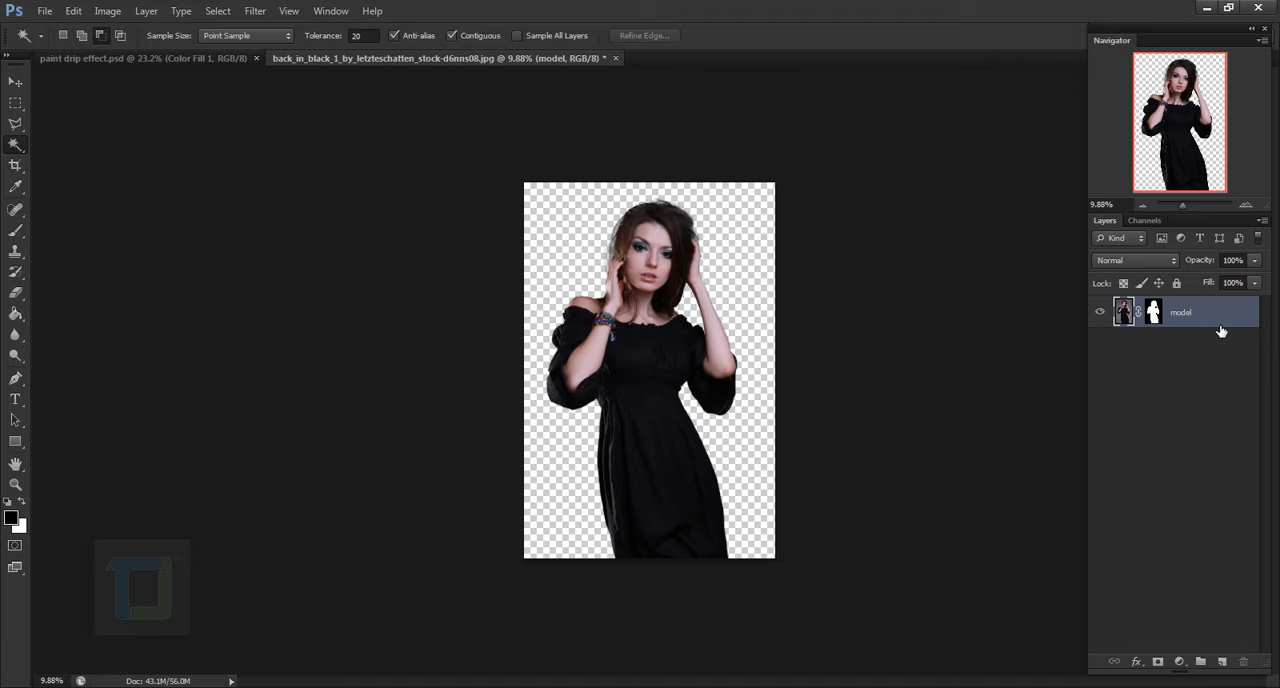 Ps File Edit Image Layer Type Select Filter View Window Help
Sample Size: Point Sample Tolerance: 20 Anti-alias Contiguous Sample All Layers Refine Edge...
paint drip effect.psd @ 23.2% (Color Fill 1, RGB/8) × back_in_black_1_by_letzteschatten_stock-d6nns08.jpg @ 9.88% (model, RGB/8) * ×
Navigator
9.88%
Layers Channels
Kind
Normal Opacity: 100%
Lock: Fill: 100%
model
9.88% Doc: 43.1M/56.0M